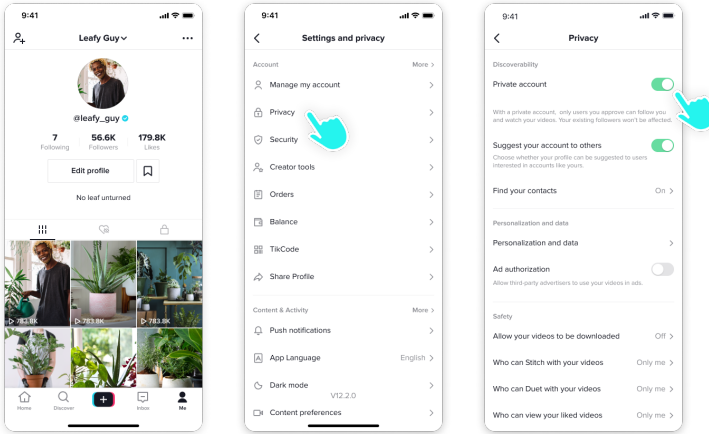 9:41
Leafy Guy
@leafy_guy
7
56.6K
179.8K
Following
Followers
Likes
Edit profile
No leaf unturned
783.8K
783.8K
783.8K
Home
Discover
Inbox
Me
9:41
Settings and privacy
Account
More
Manage my account
Privacy
Security
Creator tools
Orders
Balance
TikCode
Share Profile
Content & Activity
More
Push notifications
App Language
English
Dark mode
V12.2.0
Content preferences
9:41
Privacy
Discoverability
Private account
With a private account, only users you approve can follow you
and watch your videos. Your existing followers won't be affected.
Suggest your account to others
Choose whether your profile can be suggested to users
interested in accounts like yours.
Find your contacts
On
Personalization and data
Personalization and data
Ad authorization
Allow third-party advertisers to use your videos in ads.
Safety
Allow your videos to be downloaded
Off
Who can Stitch with your videos
Only me
Who can Duet with your videos
Only me
Who can view your liked videos
Only me